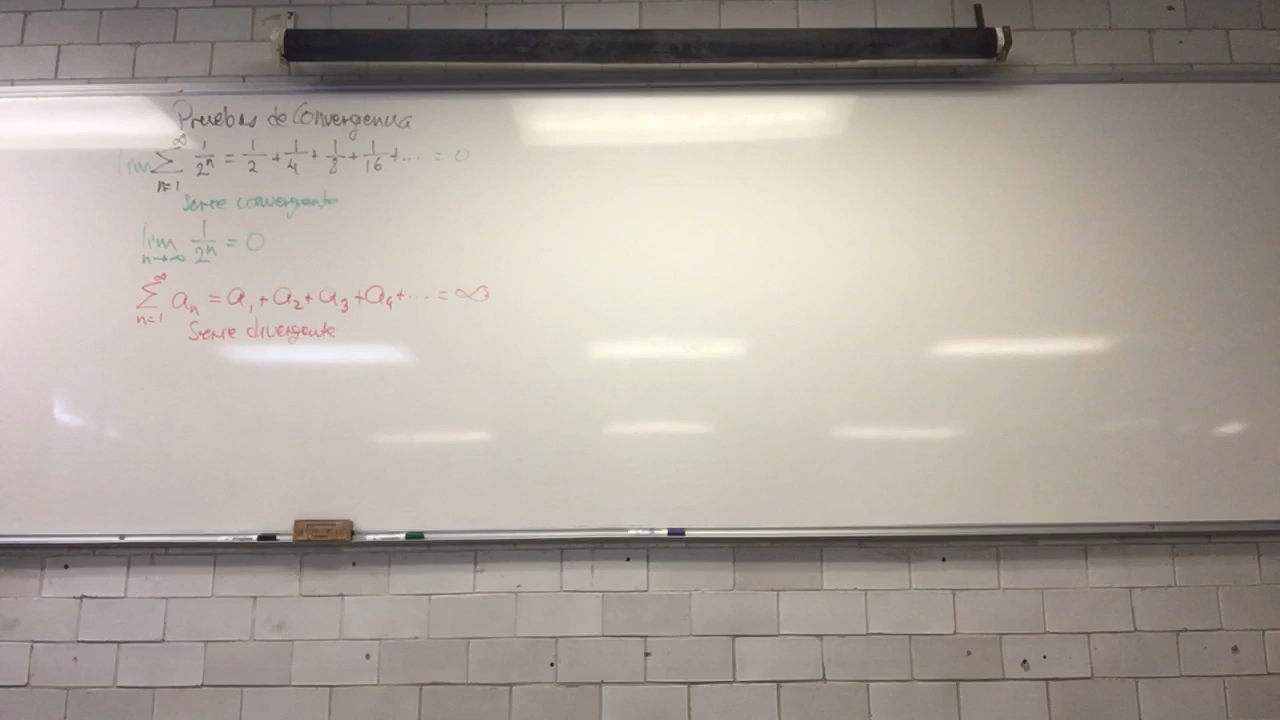 Pruebas de Convergencia
lim ∑_{n=1}^{∞} 1/2ⁿ = 1/2 + 1/4 + 1/8 + 1/16 + ... = 0
Serie convergente
lim_{n→∞} 1/2ⁿ = 0
∑_{n=1}^{∞} aₙ = a₁ + a₂ + a₃ + a₄ + ... = ∞
Serie divergente